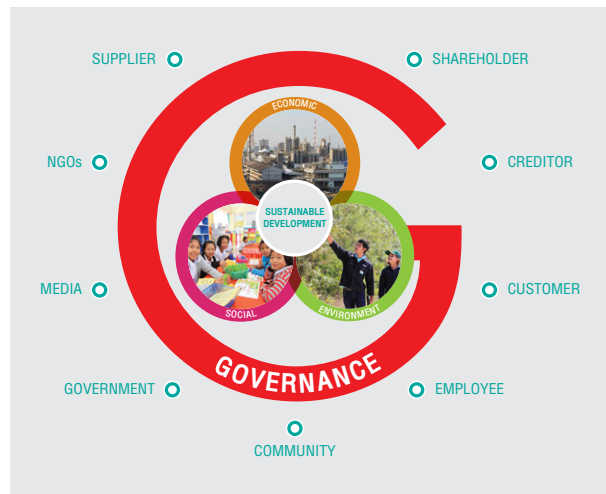 SUPPLIER
SHAREHOLDER
ECONOMIC
NGOs
CREDITOR
SUSTAINABLE
DEVELOPMENT
MEDIA
CUSTOMER
SOCIAL
ENVIRONMENT
GOVERNANCE
GOVERNMENT
EMPLOYEE
COMMUNITY